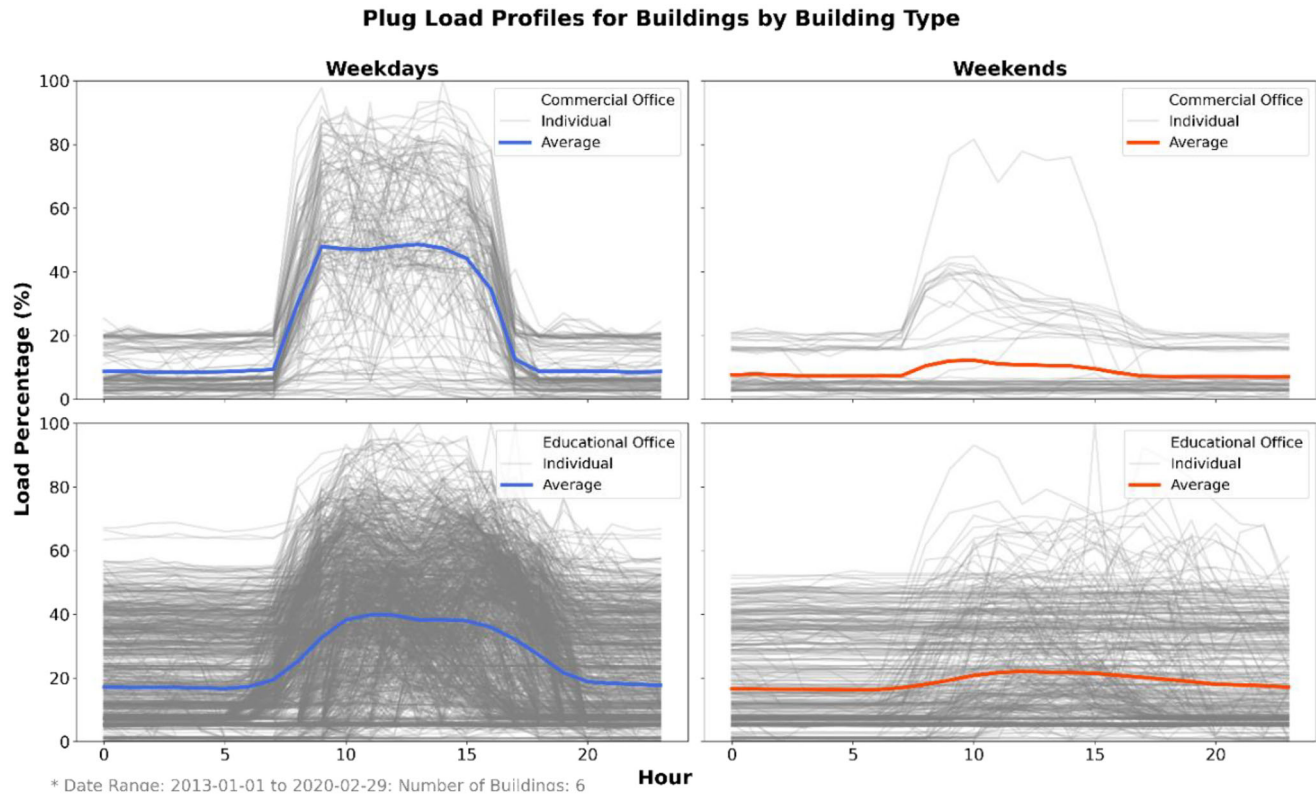 Plug Load Profiles for Buildings by Building Type
Weekdays
Weekends
Load Percentage (%)
100
80
60
40
20
0
Commercial Office
Individual
Average
Commercial Office
Individual
Average
0
5
10
15
20
0
5
10
15
20
100
80
60
40
20
0
Educational Office
Individual
Average
Educational Office
Individual
Average
Hour
* Date Range: 2013-01-01 to 2020-02-29; Number of Buildings: 6